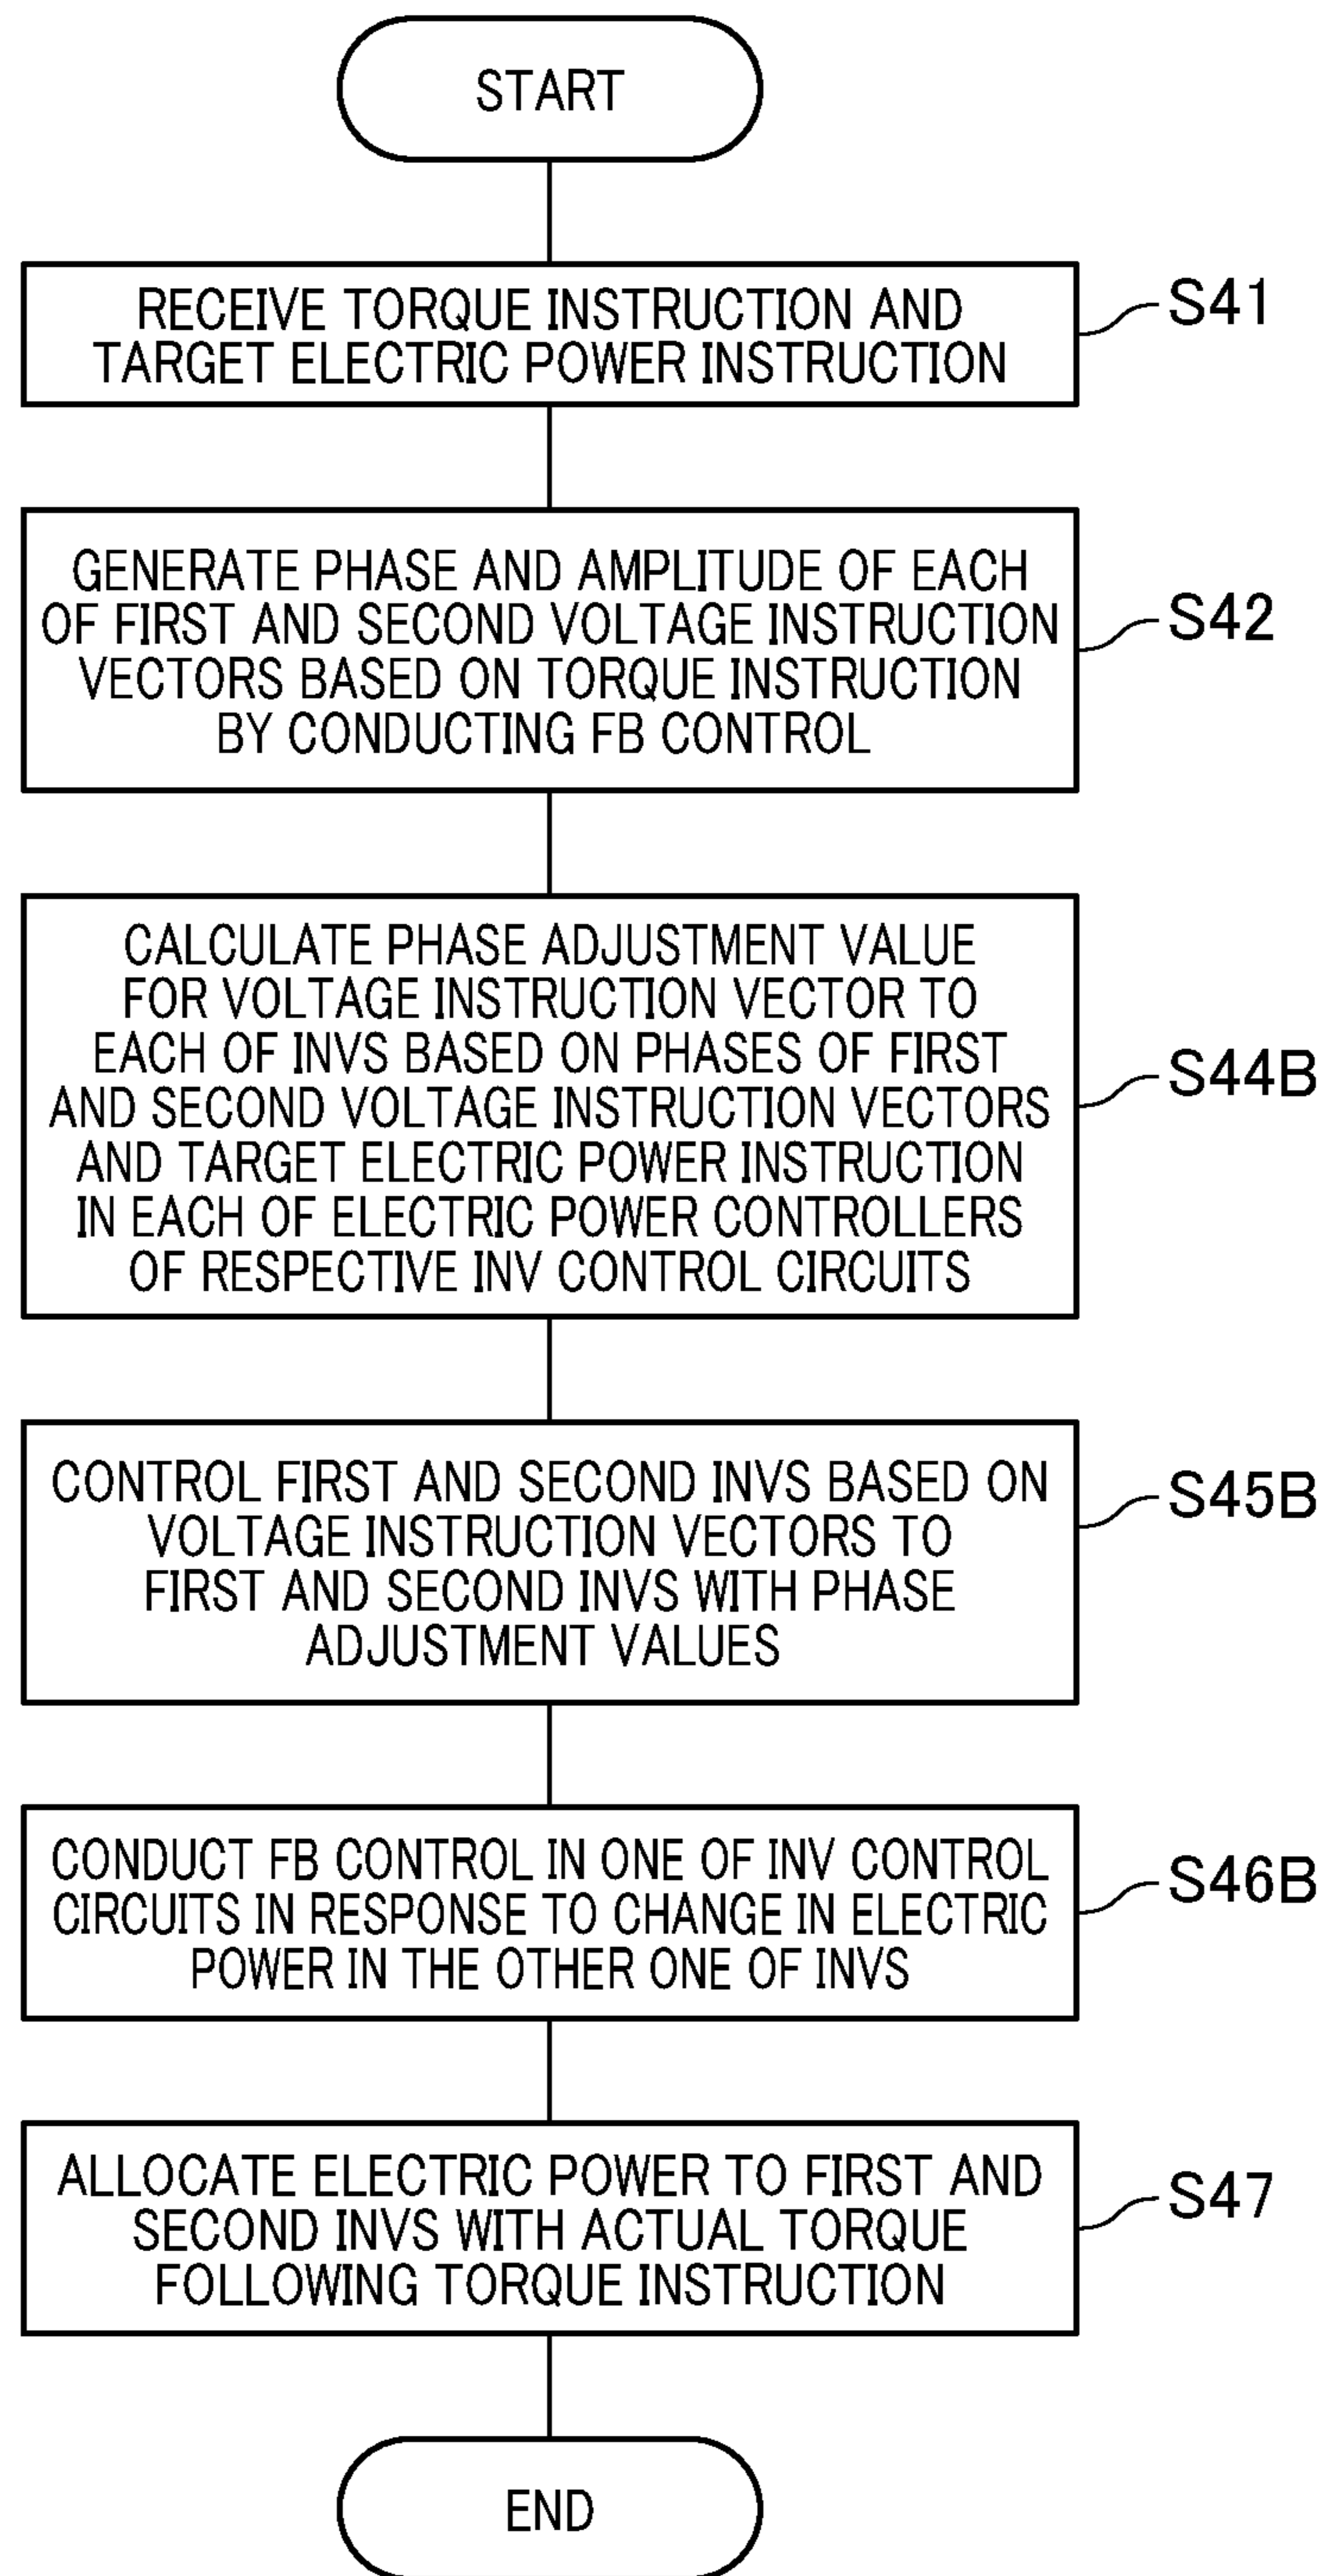 START
RECEIVE TORQUE INSTRUCTION AND
TARGET ELECTRIC POWER INSTRUCTION
S41
GENERATE PHASE AND AMPLITUDE OF EACH
OF FIRST AND SECOND VOLTAGE INSTRUCTION
VECTORS BASED ON TORQUE INSTRUCTION
BY CONDUCTING FB CONTROL
S42
CALCULATE PHASE ADJUSTMENT VALUE
FOR VOLTAGE INSTRUCTION VECTOR TO
EACH OF INVS BASED ON PHASES OF FIRST
AND SECOND VOLTAGE INSTRUCTION VECTORS
AND TARGET ELECTRIC POWER INSTRUCTION
IN EACH OF ELECTRIC POWER CONTROLLERS
OF RESPECTIVE INV CONTROL CIRCUITS
S44B
CONTROL FIRST AND SECOND INVS BASED ON
VOLTAGE INSTRUCTION VECTORS TO
FIRST AND SECOND INVS WITH PHASE
ADJUSTMENT VALUES
S45B
CONDUCT FB CONTROL IN ONE OF INV CONTROL
CIRCUITS IN RESPONSE TO CHANGE IN ELECTRIC
POWER IN THE OTHER ONE OF INVS
S46B
ALLOCATE ELECTRIC POWER TO FIRST AND
SECOND INVS WITH ACTUAL TORQUE
FOLLOWING TORQUE INSTRUCTION
S47
END